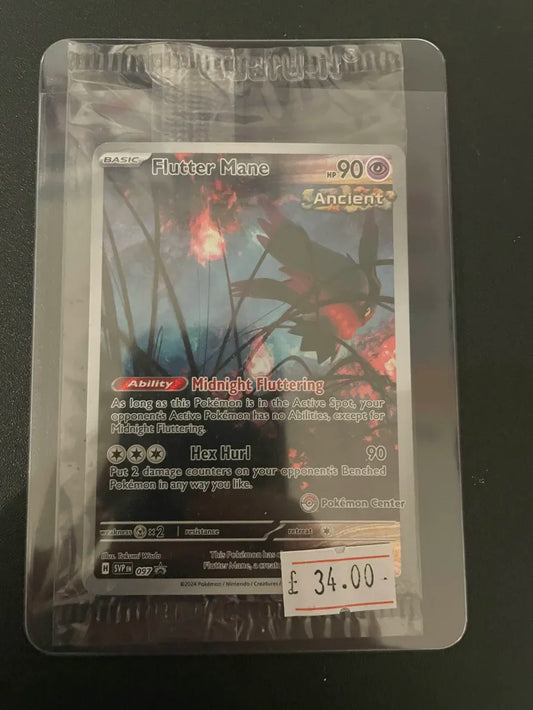 BASIC Flutter Mane HP 90
Ancient
Ability Midnight Fluttering
As long as this Pokémon is in the Active Spot, your
opponent's Active Pokémon has no Abilities, except for
Midnight Fluttering.
Hex Hurl 90
Put 2 damage counters on your opponent's Benched
Pokémon in any way you like.
Pokémon Center
weakness ×2 resistance retreat
Illus. Takumi Wada
This Pokémon has
Flutter Mane, a
H SVP EN 097
©2024 Pokémon / Nintendo / Creatures
£ 34.00